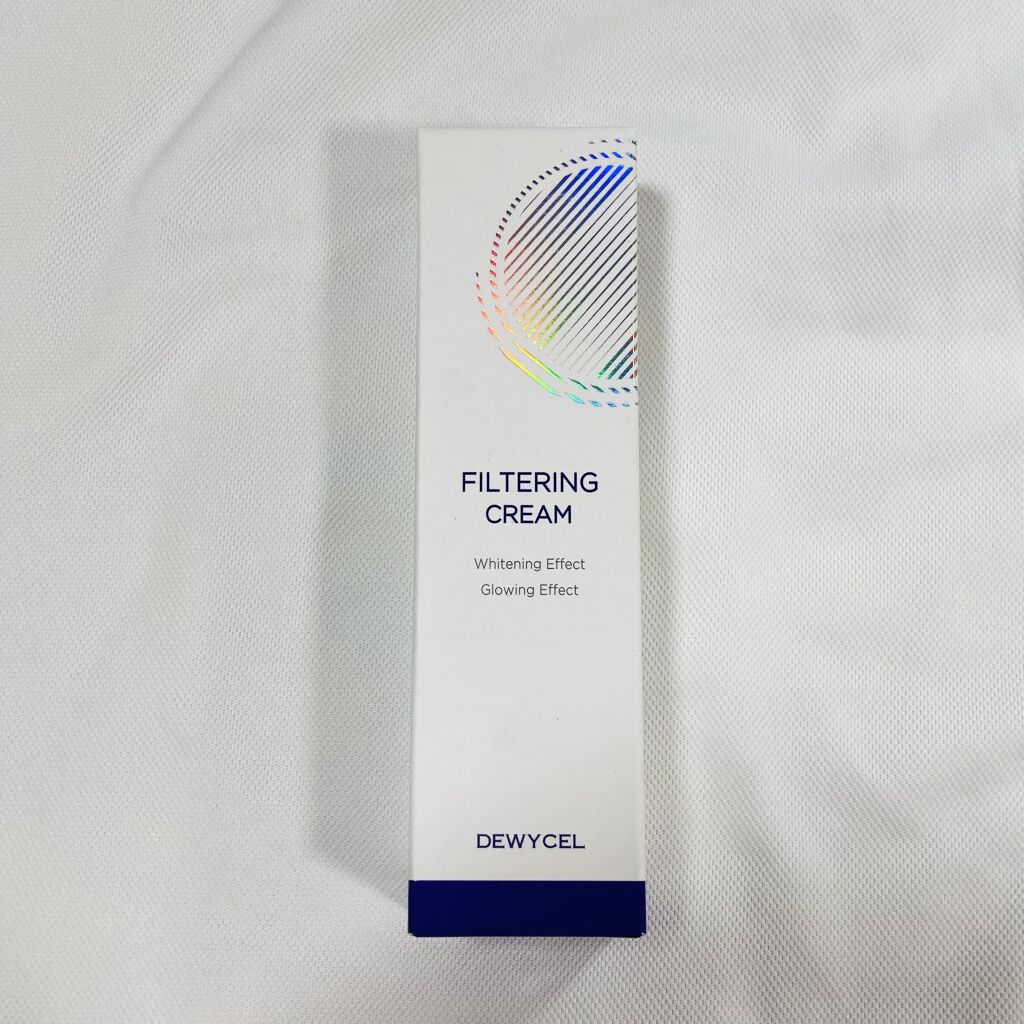 FILTERING
CREAM
Whitening Effect
Glowing Effect
DEWYCEL